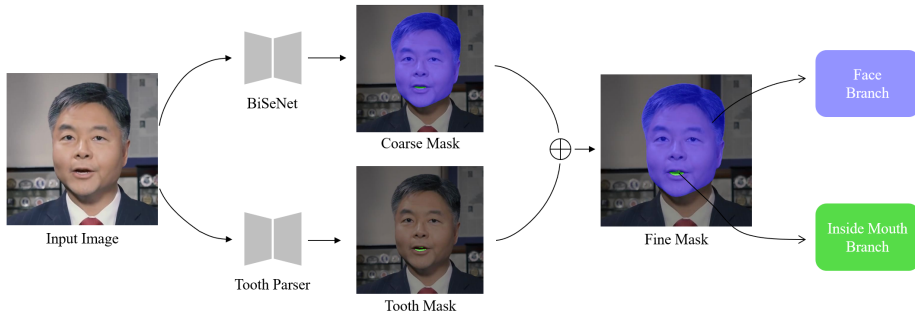 BiSeNet
Coarse Mask
Input Image
Tooth Parser
Tooth Mask
Fine Mask
Face
Branch
Inside Mouth
Branch